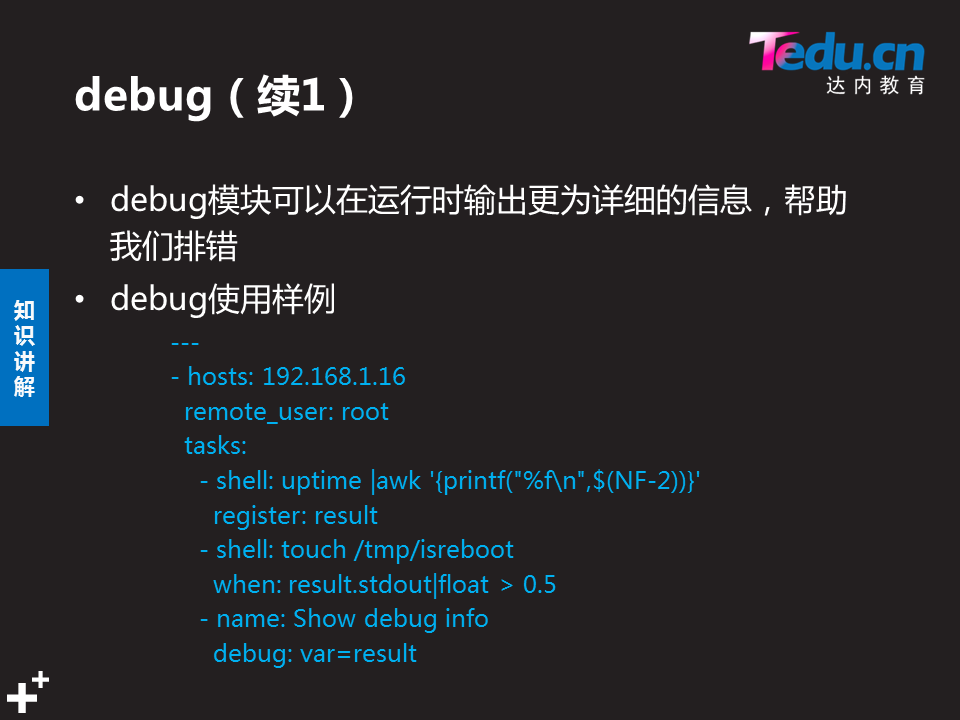 Tedu.cn
达内教育
debug（续1）
• debug模块可以在运行时输出更为详细的信息，帮助
我们排错
• debug使用样例
知
识
讲
解
---
- hosts: 192.168.1.16
  remote_user: root
  tasks:
    - shell: uptime |awk '{printf("%f\n",$(NF-2))}'
      register: result
    - shell: touch /tmp/isreboot
      when: result.stdout|float > 0.5
    - name: Show debug info
      debug: var=result